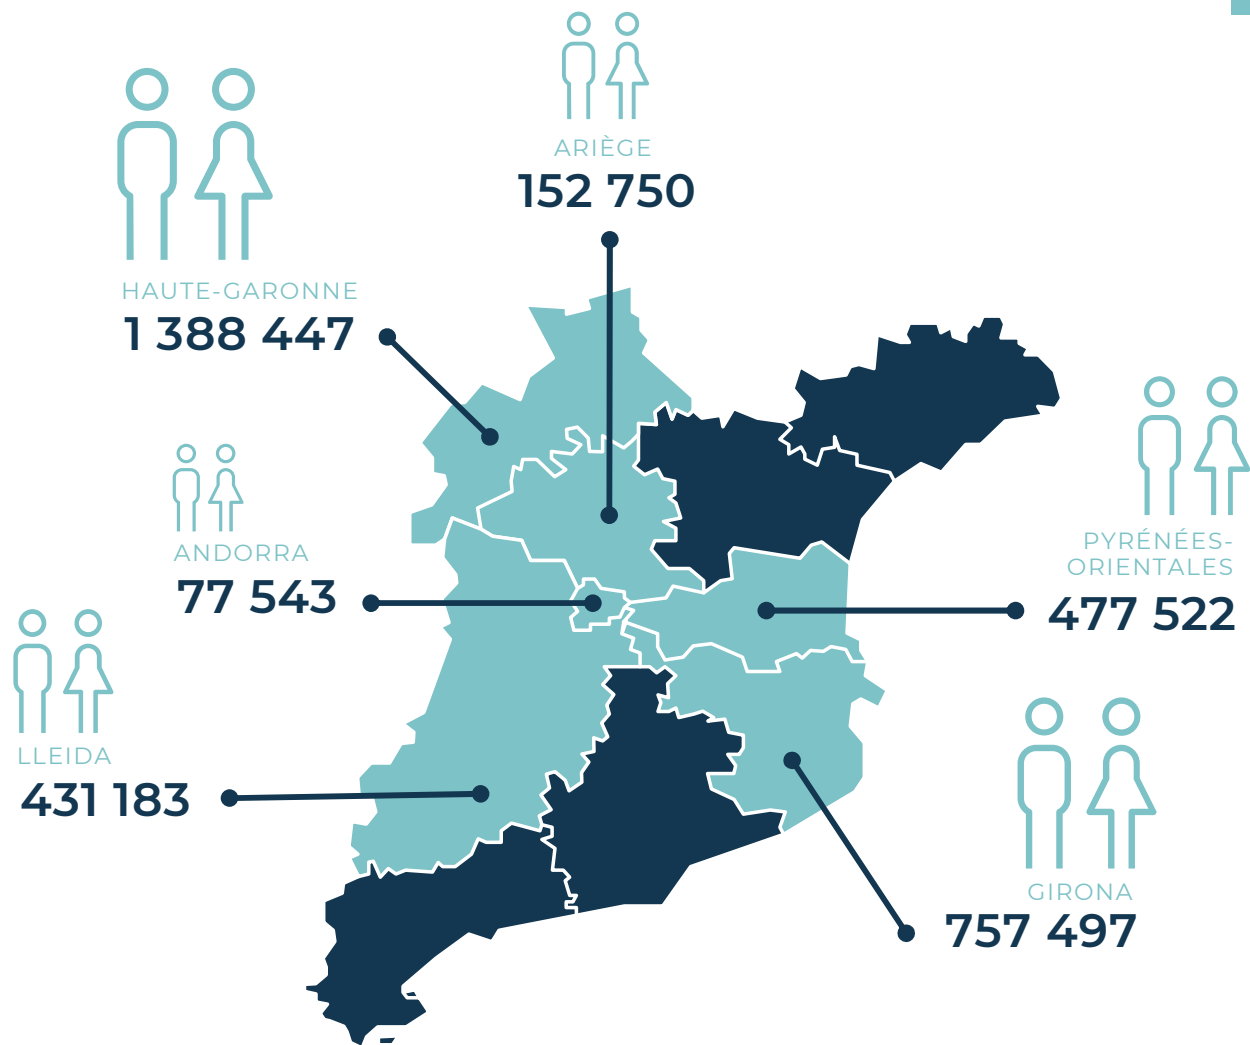 ARIÈGE
152 750
HAUTE-GARONNE
1 388 447
ANDORRA
77 543
PYRÉNÉES-
ORIENTALES
477 522
LLEIDA
431 183
GIRONA
757 497